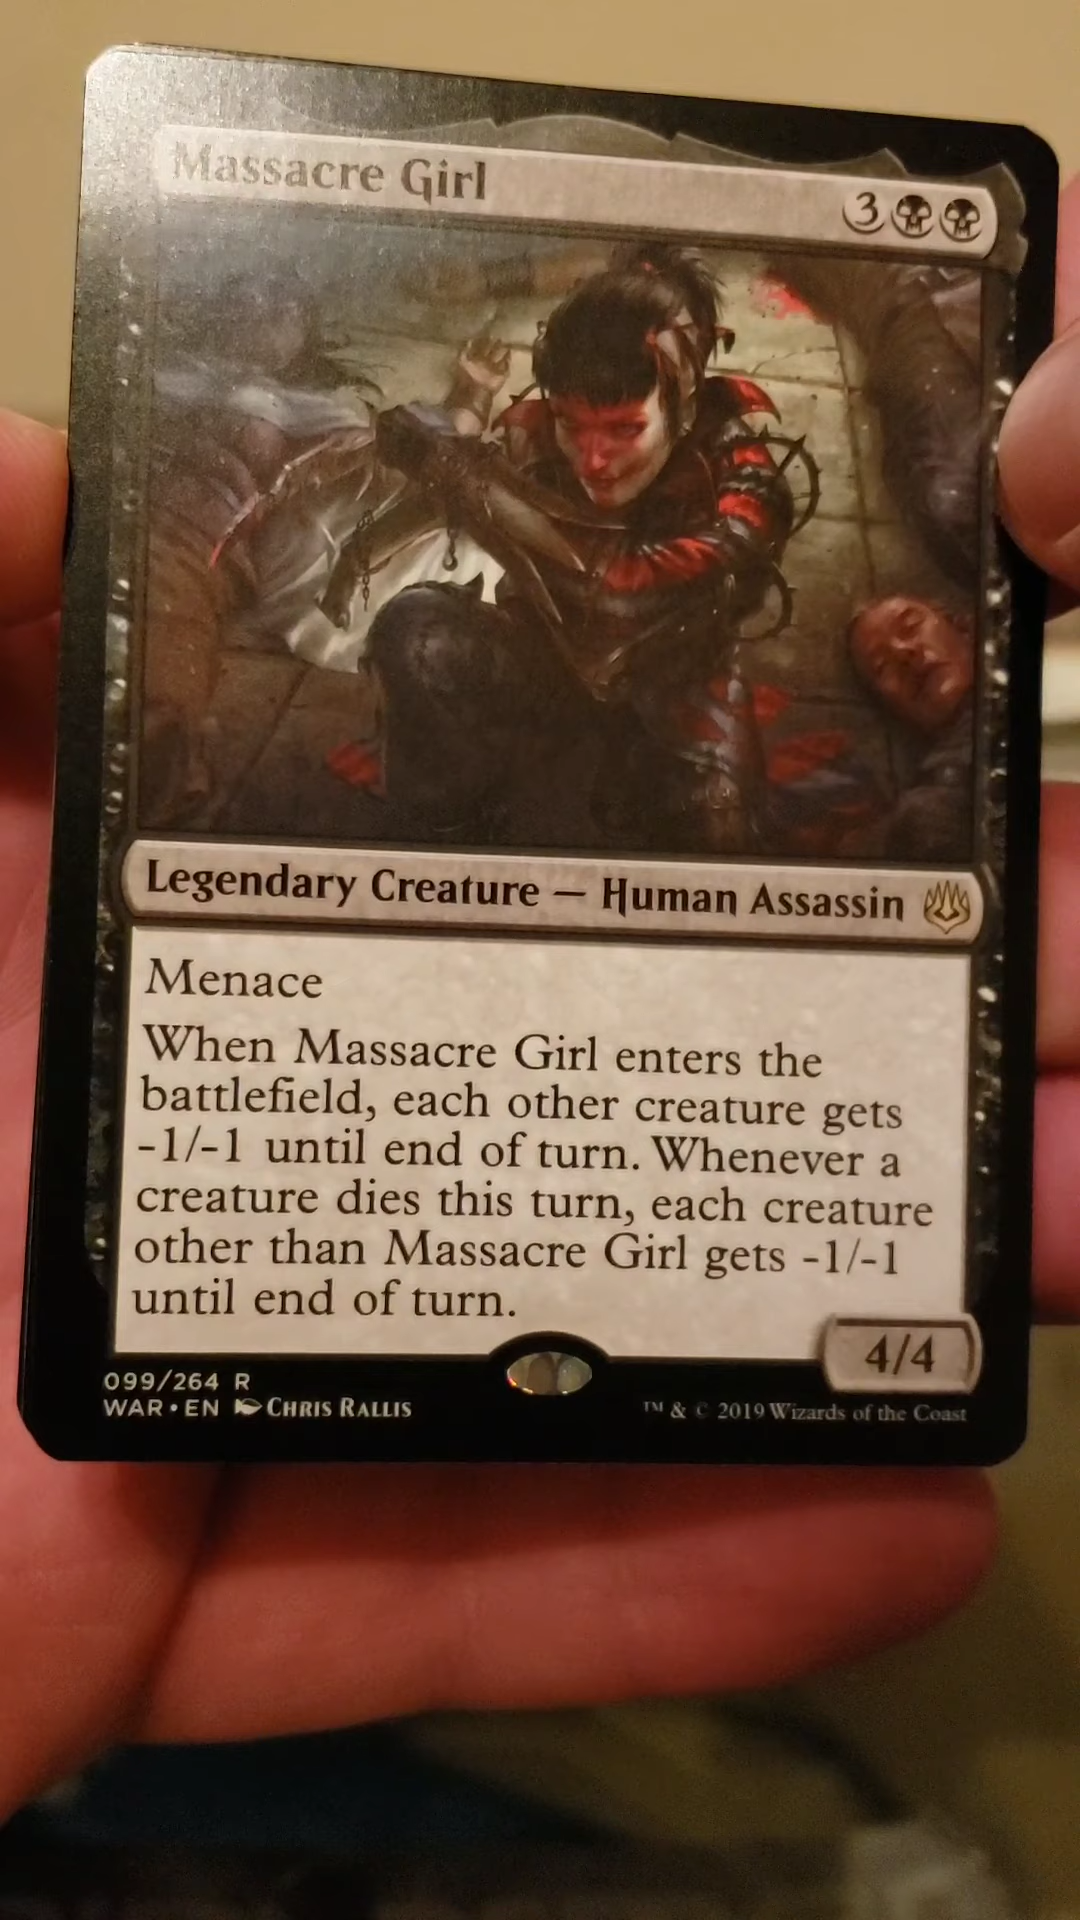 Massacre Girl
3
Legendary Creature — Human Assassin
Menace
When Massacre Girl enters the
battlefield, each other creature gets
-1/-1 until end of turn. Whenever a
creature dies this turn, each creature
other than Massacre Girl gets -1/-1
until end of turn.
4/4
099/264 R
WAR • EN Chris Rallis
™ & © 2019 Wizards of the Coast